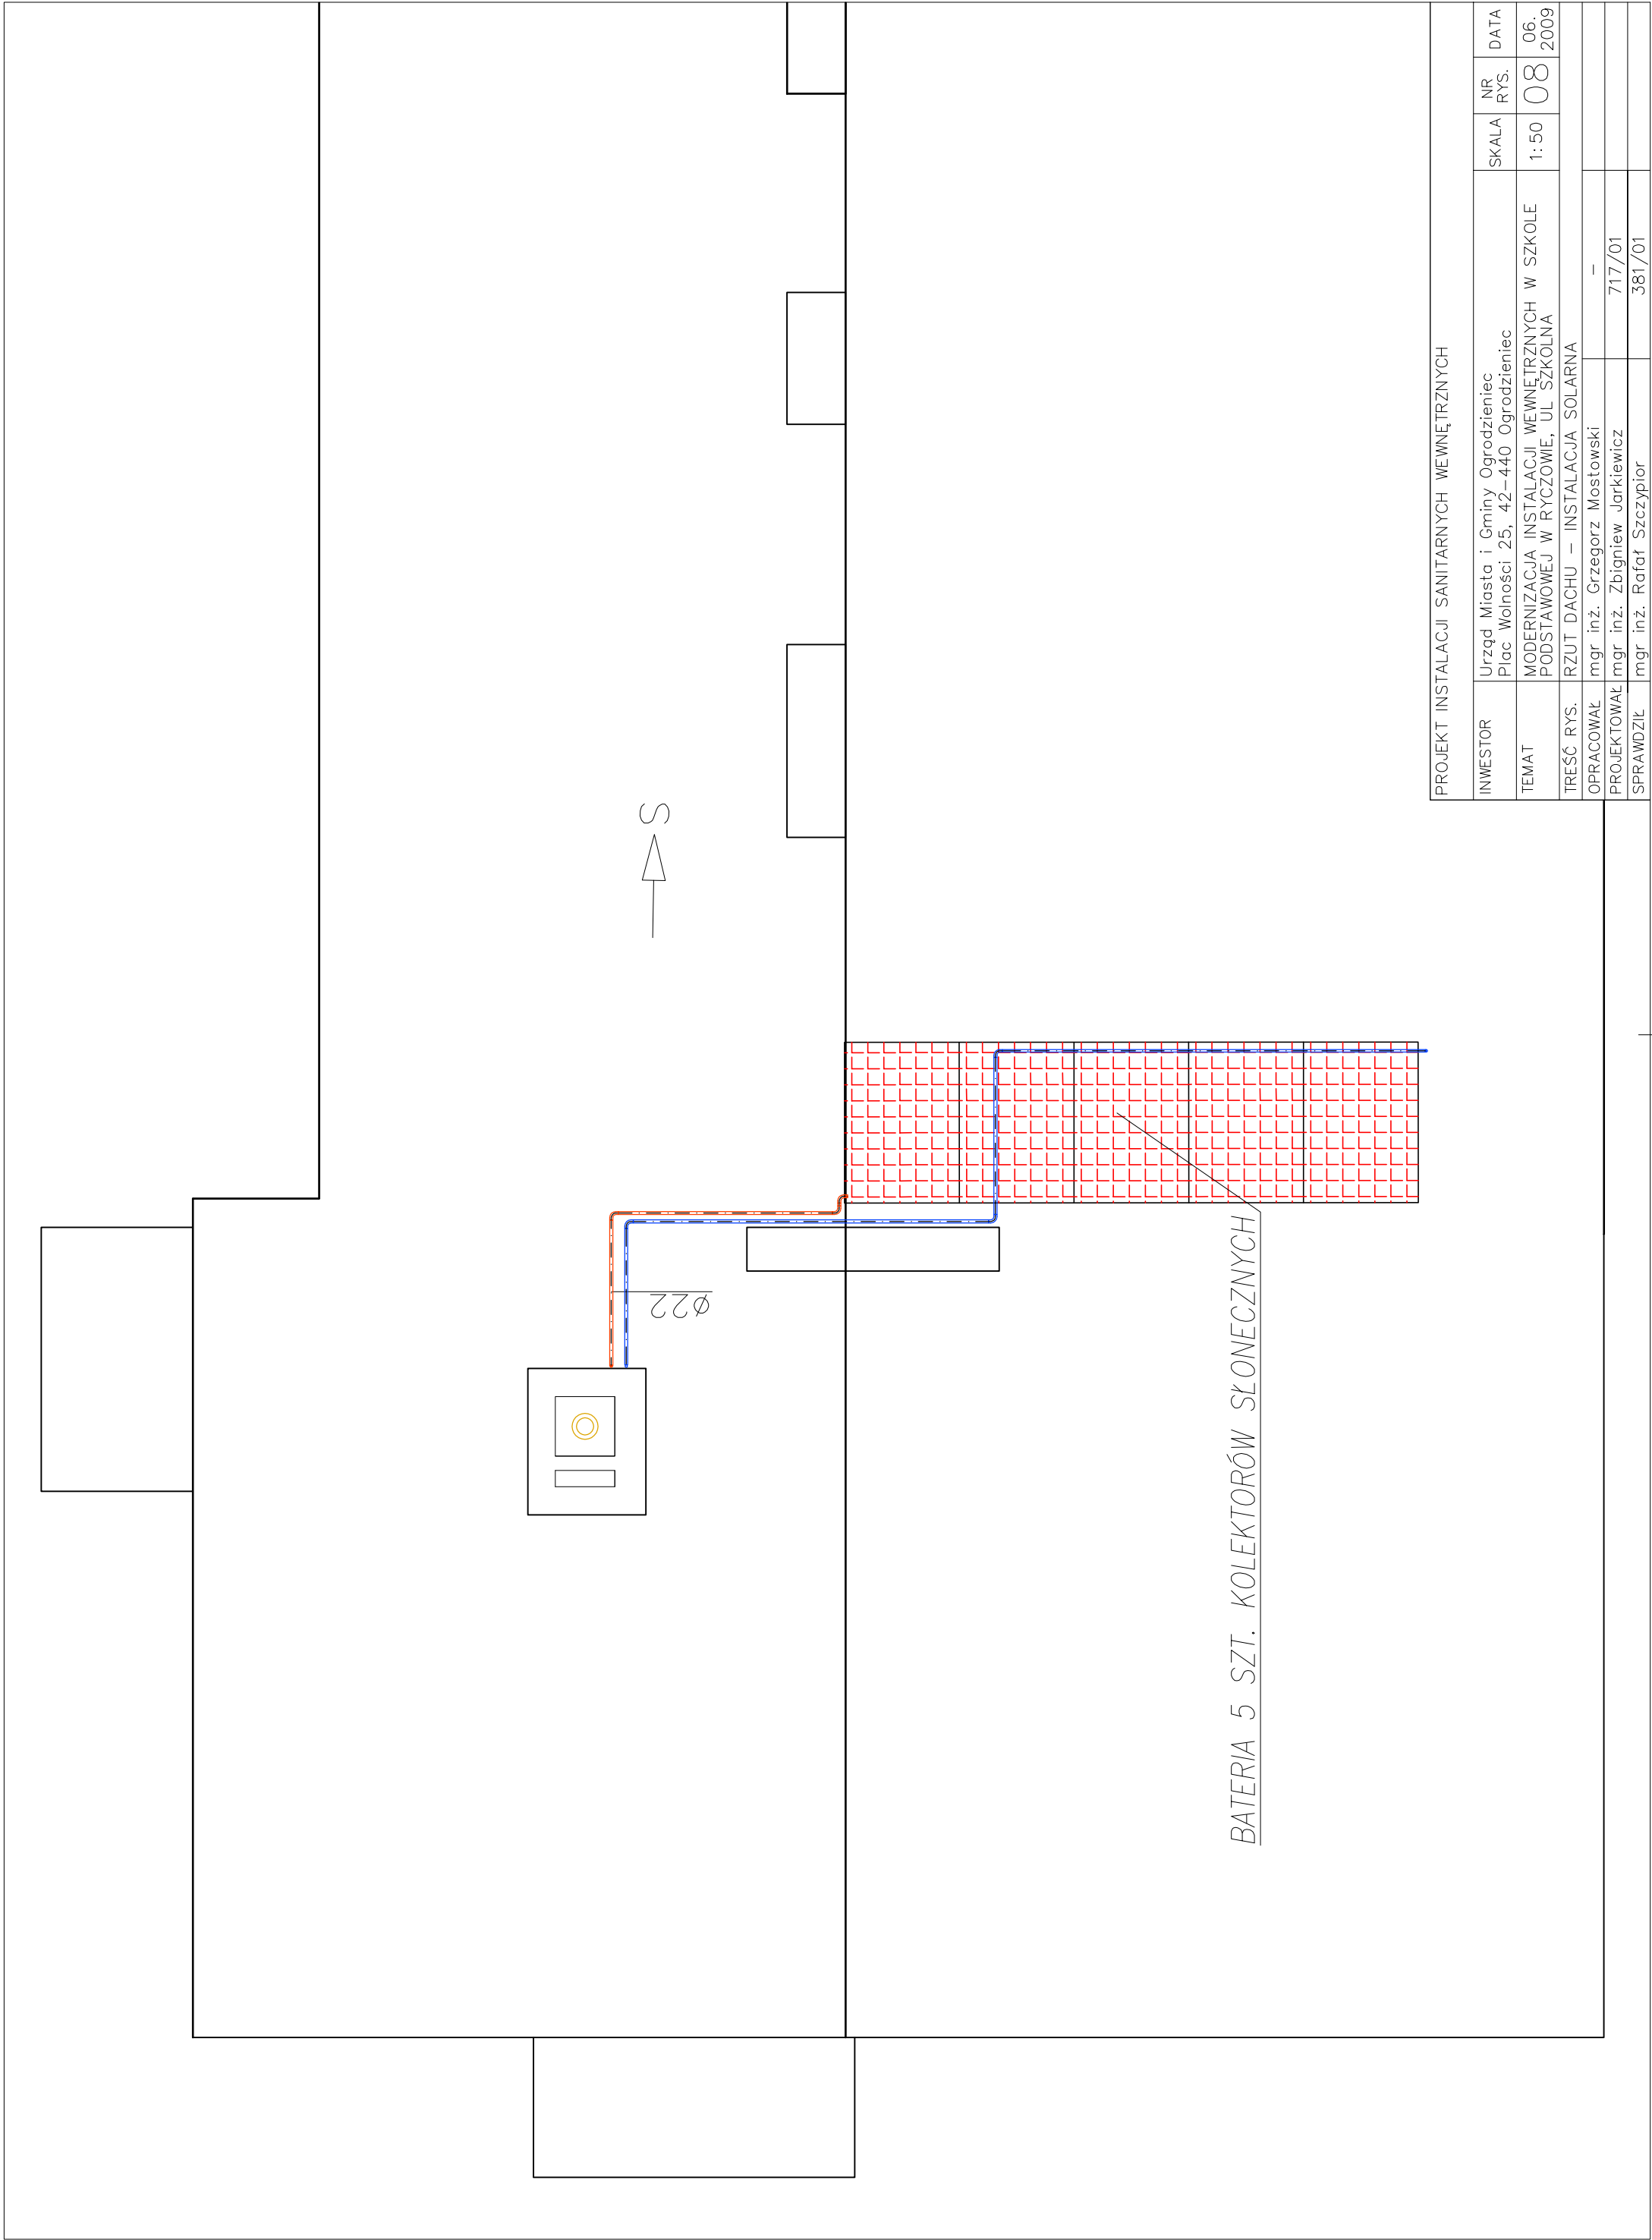 S
ø22
BATERIA 5 SZT. KOLEKTORÓW SŁONECZNYCH
PROJEKT INSTALACJI SANITARNYCH WEWNĘTRZNYCH
INWESTOR
Urząd Miasta i Gminy Ogrodzieniec
Plac Wolności 25, 42-440 Ogrodzieniec
SKALA
NR
RYS.
DATA
TEMAT
MODERNIZACJA INSTALACJI WEWNĘTRZNYCH W SZKOLE
PODSTAWOWEJ W RYCZOWIE, UL SZKOLNA
1:50
08
06.
2009
TREŚĆ RYS.
RZUT DACHU – INSTALACJA SOLARNA
OPRACOWAŁ
mgr inż. Grzegorz Mostowski
–
PROJEKTOWAŁ
mgr inż. Zbigniew Jarkiewicz
717/01
SPRAWDZIŁ
mgr inż. Rafał Szczypior
381/01